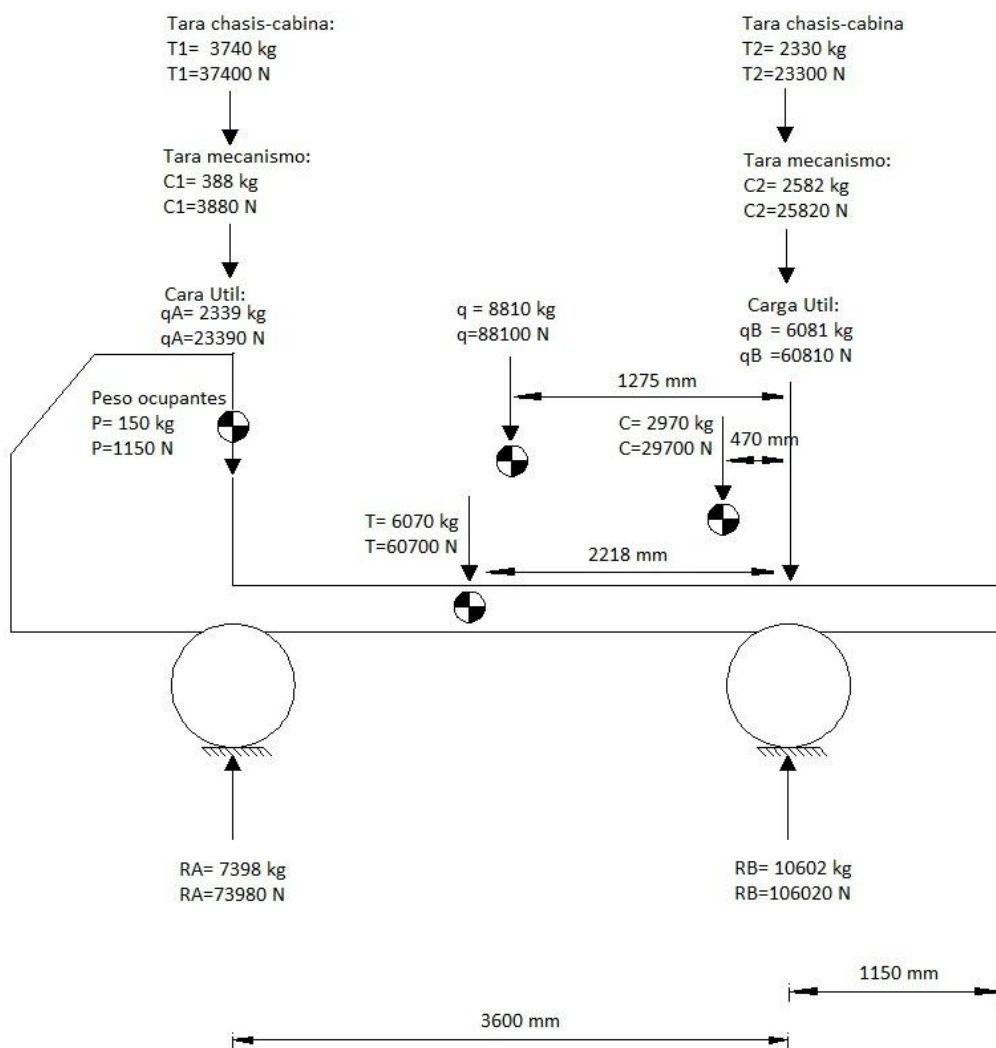 Tara chasis-cabina:
T1= 3740 kg
T1=37400 N
Tara chasis-cabina
T2= 2330 kg
T2=23300 N
Tara mecanismo:
C1= 388 kg
C1=3880 N
Tara mecanismo:
C2= 2582 kg
C2=25820 N
Cara Util:
qA= 2339 kg
qA=23390 N
q = 8810 kg
q=88100 N
Carga Util:
qB = 6081 kg
qB =60810 N
1275 mm
Peso ocupantes
P= 150 kg
P=1150 N
C= 2970 kg
C=29700 N
470 mm
T= 6070 kg
T=60700 N
2218 mm
RA= 7398 kg
RA=73980 N
RB= 10602 kg
RB=106020 N
1150 mm
3600 mm